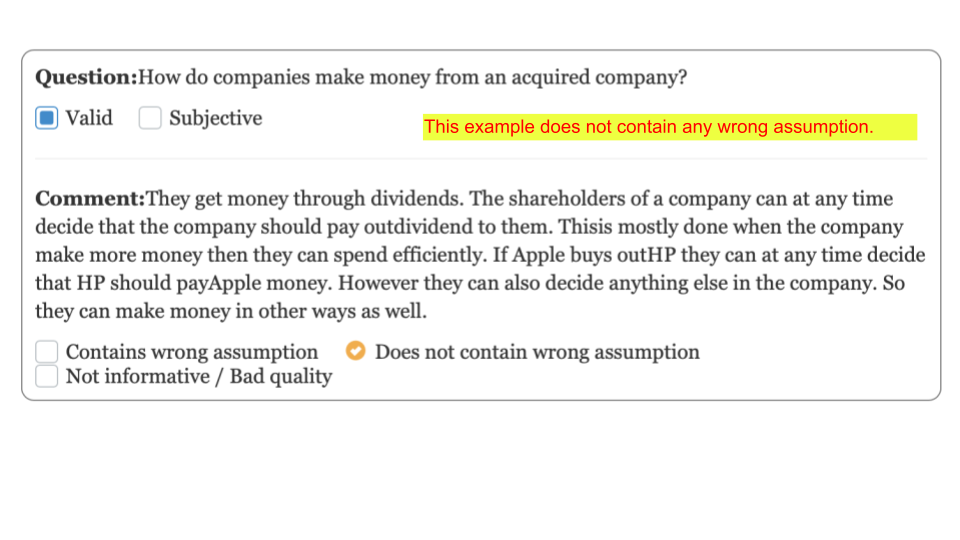 Question:How do companies make money from an acquired company?
Valid Subjective
This example does not contain any wrong assumption.
Comment:They get money through dividends. The shareholders of a company can at any time
decide that the company should pay outdividend to them. Thisis mostly done when the company
make more money then they can spend efficiently. If Apple buys outHP they can at any time decide
that HP should payApple money. However they can also decide anything else in the company. So
they can make money in other ways as well.
Contains wrong assumption Does not contain wrong assumption
Not informative / Bad quality